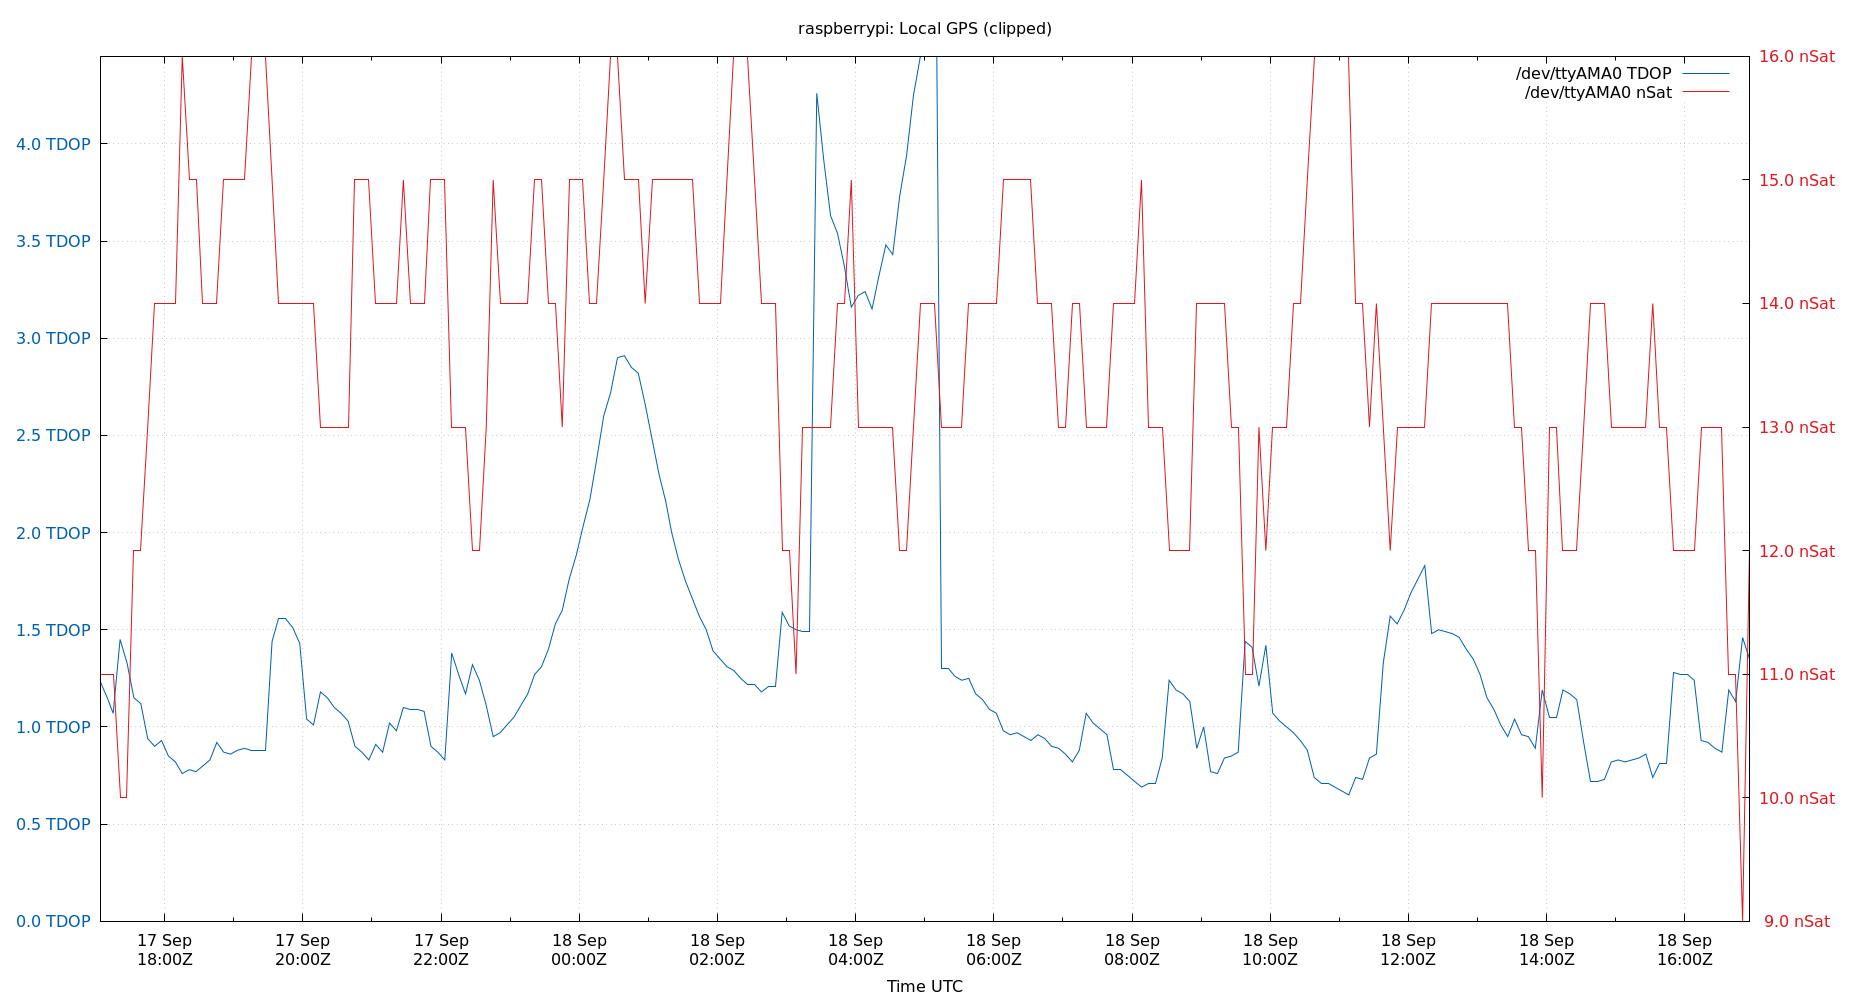 raspberrypi: Local GPS (clipped)
/dev/ttyAMA0 TDOP
/dev/ttyAMA0 nSat
4.0 TDOP
3.5 TDOP
3.0 TDOP
2.5 TDOP
2.0 TDOP
1.5 TDOP
1.0 TDOP
0.5 TDOP
0.0 TDOP
16.0 nSat
15.0 nSat
14.0 nSat
13.0 nSat
12.0 nSat
11.0 nSat
10.0 nSat
9.0 nSat
17 Sep
18:00Z
17 Sep
20:00Z
17 Sep
22:00Z
18 Sep
00:00Z
18 Sep
02:00Z
18 Sep
04:00Z
18 Sep
06:00Z
18 Sep
08:00Z
18 Sep
10:00Z
18 Sep
12:00Z
18 Sep
14:00Z
18 Sep
16:00Z
Time UTC